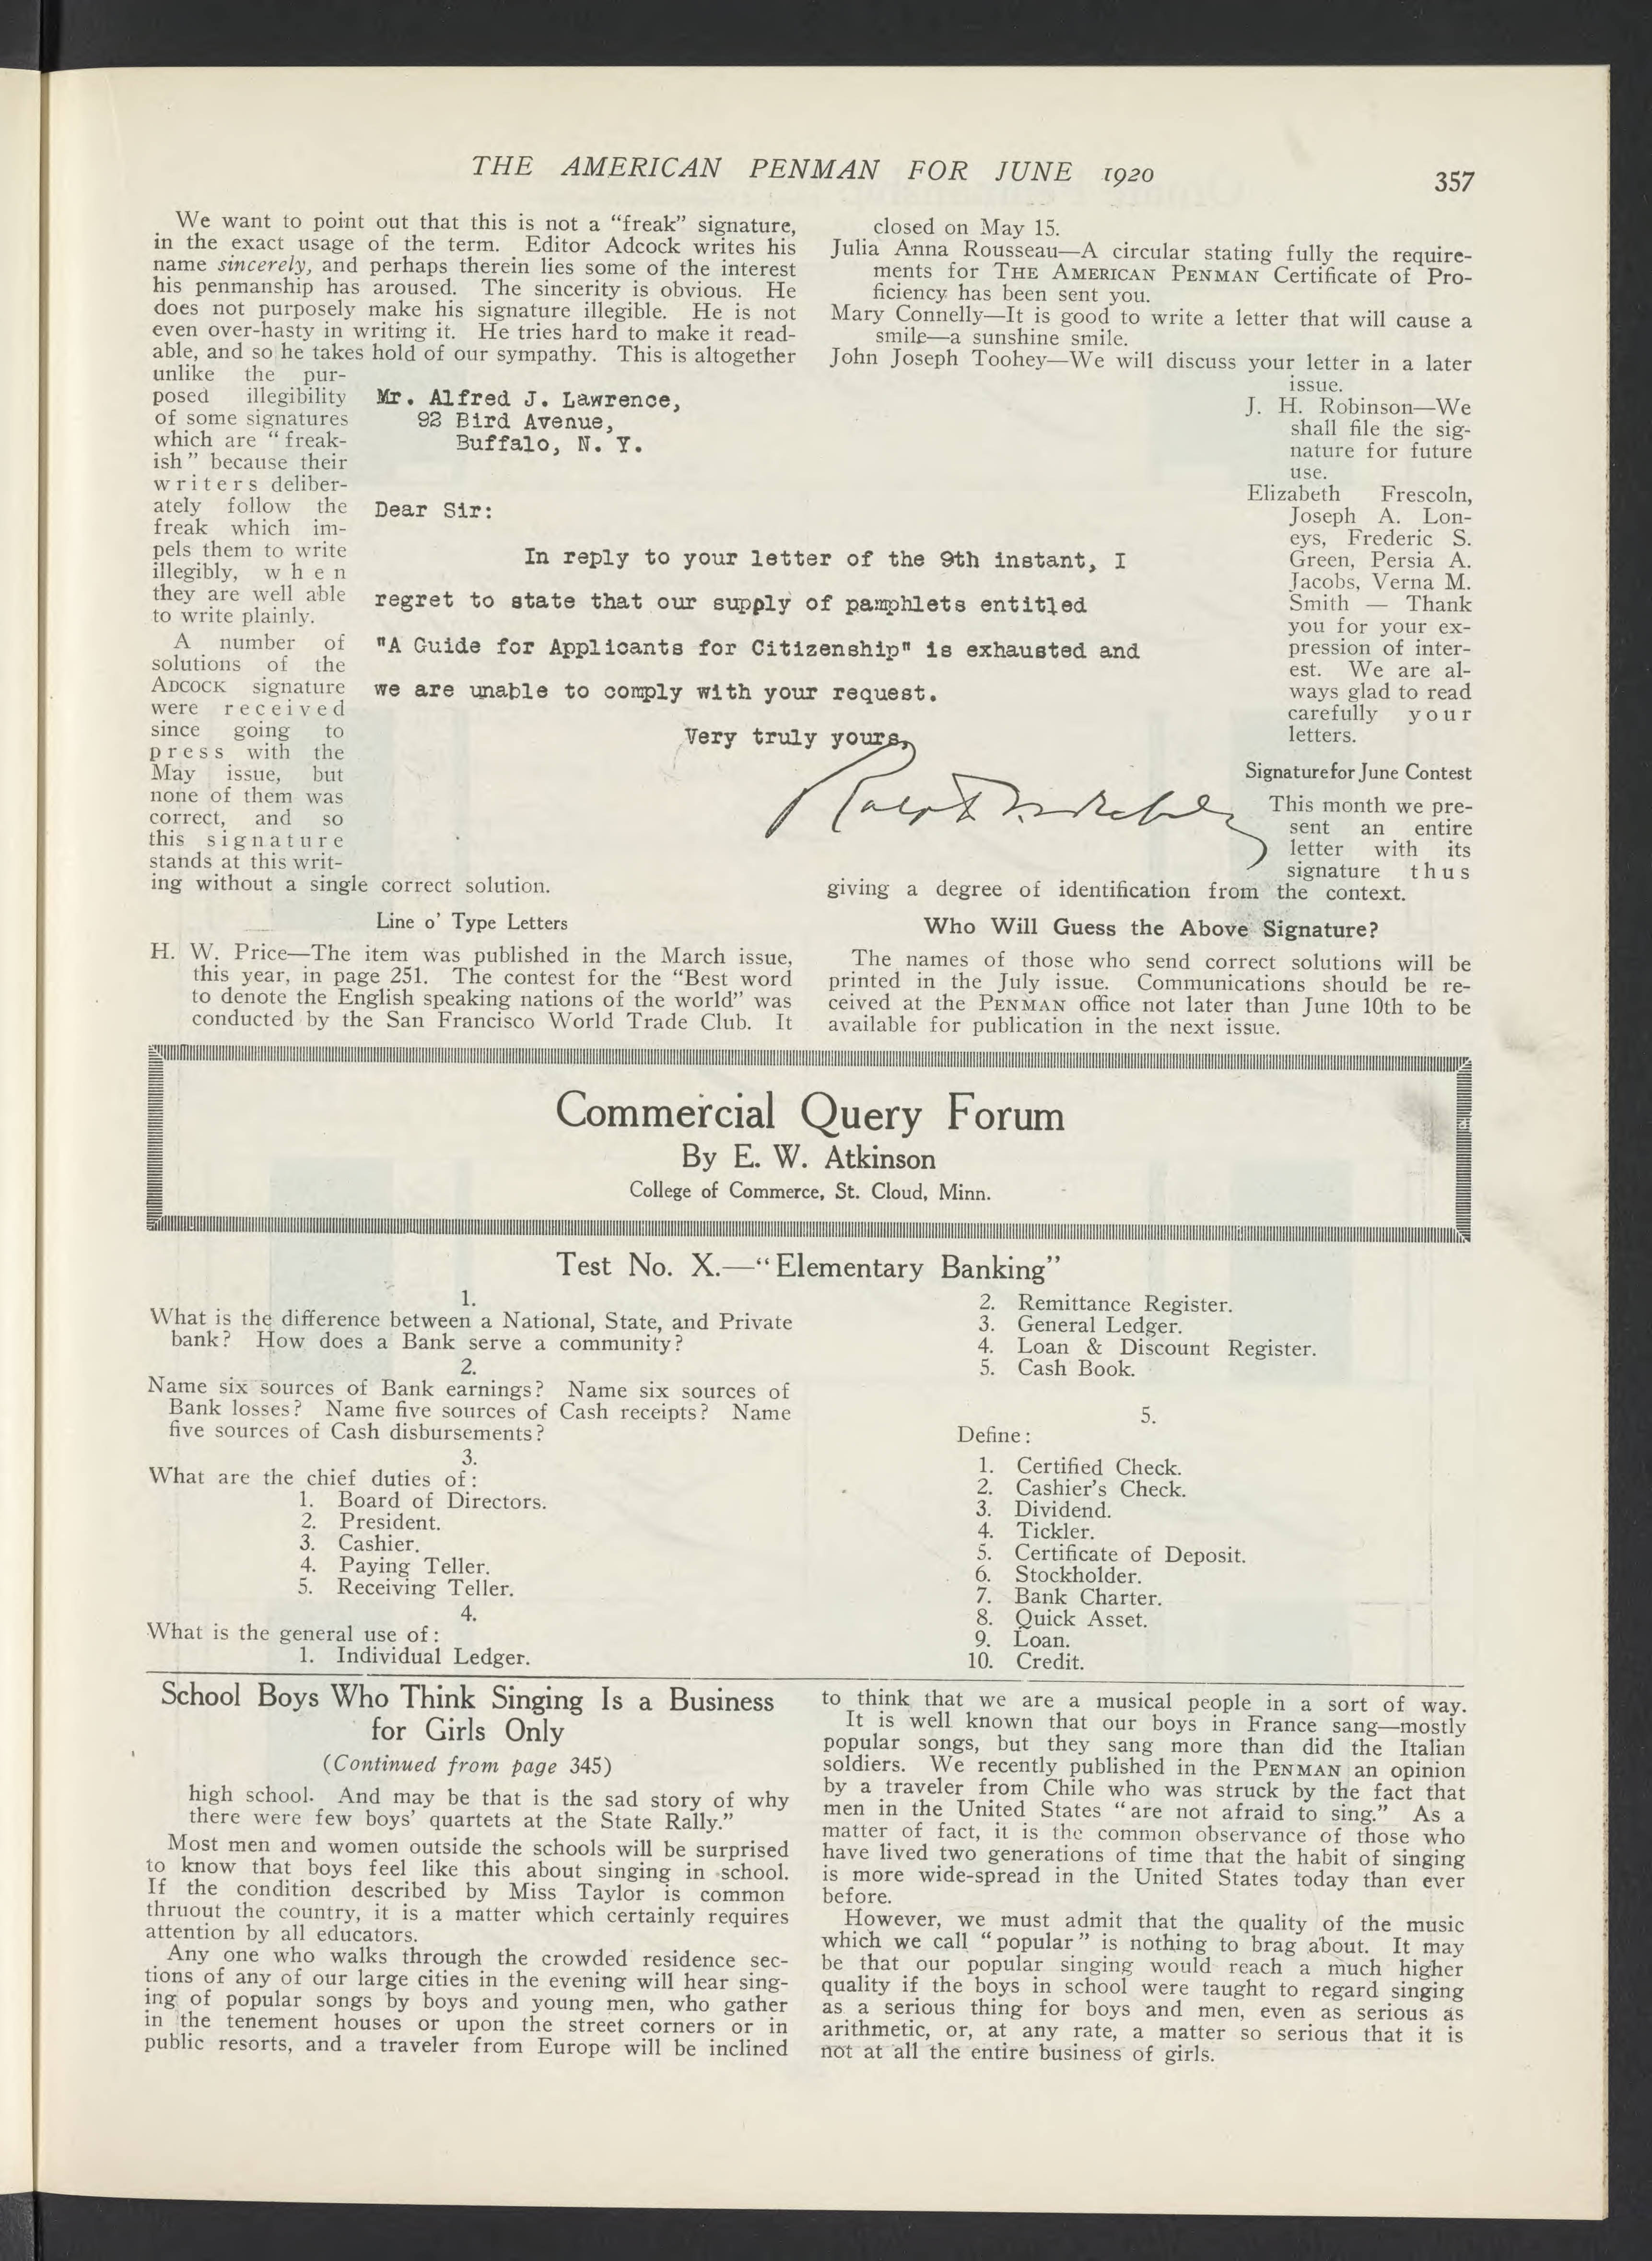 THE AMERICAN PENMAN FOR JUNE 1920
357
We want to point out that this is not a “freak” signature,
in the exact usage of the term. Editor Adcock writes his
name sincerely, and perhaps therein lies some of the interest
his penmanship has aroused. The sincerity is obvious. He
does not purposely make his signature illegible. He is not
even over-hasty in writing it. He tries hard to make it read-
able, and so he takes hold of our sympathy. This is altogether
unlike the pur-
posed illegibility
of some signatures
which are “freak-
ish” because their
writers deliber-
ately follow the
freak which im-
pels them to write
illegibly, when
they are well able
to write plainly.
A number of
solutions of the
ADCOCK signature
were received
since going to
press with the
May issue, but
none of them was
correct, and so
this signature
stands at this writ-
ing without a single correct solution.
Line o' Type Letters
H. W. Price—The item was published in the March issue,
this year, in page 251. The contest for the “Best word
to denote the English speaking nations of the world” was
conducted by the San Francisco World Trade Club. It
closed on May 15.
Julia Anna Rousseau—A circular stating fully the require-
ments for THE AMERICAN PENMAN Certificate of Pro-
ficiency has been sent you.
Mary Connelly—It is good to write a letter that will cause a
smile—a sunshine smile.
John Joseph Toohey—We will discuss your letter in a later
issue.
J. H. Robinson—We
shall file the sig-
nature for future
use.
Elizabeth Frescoln,
Joseph A. Lon-
eys, Frederic S.
Green, Persia A.
Jacobs, Verna M.
Smith — Thank
you for your ex-
pression of inter-
est. We are al-
ways glad to read
carefully your
letters.
Signature for June Contest
This month we pre-
sent an entire
letter with its
signature thus
giving a degree of identification from the context.
Mr. Alfred J. Lawrence,
92 Bird Avenue,
Buffalo, N. Y.
Dear Sir:
In reply to your letter of the 9th instant, I
regret to state that our supply of pamphlets entitled
"A Guide for Applicants for Citizenship" is exhausted and
we are unable to comply with your request.
Very truly yours,
Who Will Guess the Above Signature?
The names of those who send correct solutions will be
printed in the July issue. Communications should be re-
ceived at the PENMAN office not later than June 10th to be
available for publication in the next issue.
Commercial Query Forum
By E. W. Atkinson
College of Commerce, St. Cloud, Minn.
Test No. X.—“Elementary Banking”
1.
What is the difference between a National, State, and Private
bank? How does a Bank serve a community?
2.
Name six sources of Bank earnings? Name six sources of
Bank losses? Name five sources of Cash receipts? Name
five sources of Cash disbursements?
3.
What are the chief duties of:
1. Board of Directors.
2. President.
3. Cashier.
4. Paying Teller.
5. Receiving Teller.
4.
What is the general use of:
1. Individual Ledger.
2. Remittance Register.
3. General Ledger.
4. Loan & Discount Register.
5. Cash Book.
5.
Define:
1. Certified Check.
2. Cashier's Check.
3. Dividend.
4. Tickler.
5. Certificate of Deposit.
6. Stockholder.
7. Bank Charter.
8. Quick Asset.
9. Loan.
10. Credit.
School Boys Who Think Singing Is a Business
for Girls Only
(Continued from page 345)
high school. And may be that is the sad story of why
there were few boys' quartets at the State Rally.”
Most men and women outside the schools will be surprised
to know that boys feel like this about singing in school.
If the condition described by Miss Taylor is common
thruout the country, it is a matter which certainly requires
attention by all educators.
Any one who walks through the crowded residence sec-
tions of any of our large cities in the evening will hear sing-
ing of popular songs by boys and young men, who gather
in the tenement houses or upon the street corners or in
public resorts, and a traveler from Europe will be inclined
to think that we are a musical people in a sort of way.
It is well known that our boys in France sang—mostly
popular songs, but they sang more than did the Italian
soldiers. We recently published in the PENMAN an opinion
by a traveler from Chile who was struck by the fact that
men in the United States “are not afraid to sing.” As a
matter of fact, it is the common observance of those who
have lived two generations of time that the habit of singing
is more wide-spread in the United States today than ever
before.
However, we must admit that the quality of the music
which we call “popular” is nothing to brag about. It may
be that our popular singing would reach a much higher
quality if the boys in school were taught to regard singing
as a serious thing for boys and men, even as serious as
arithmetic, or, at any rate, a matter so serious that it is
not at all the entire business of girls.